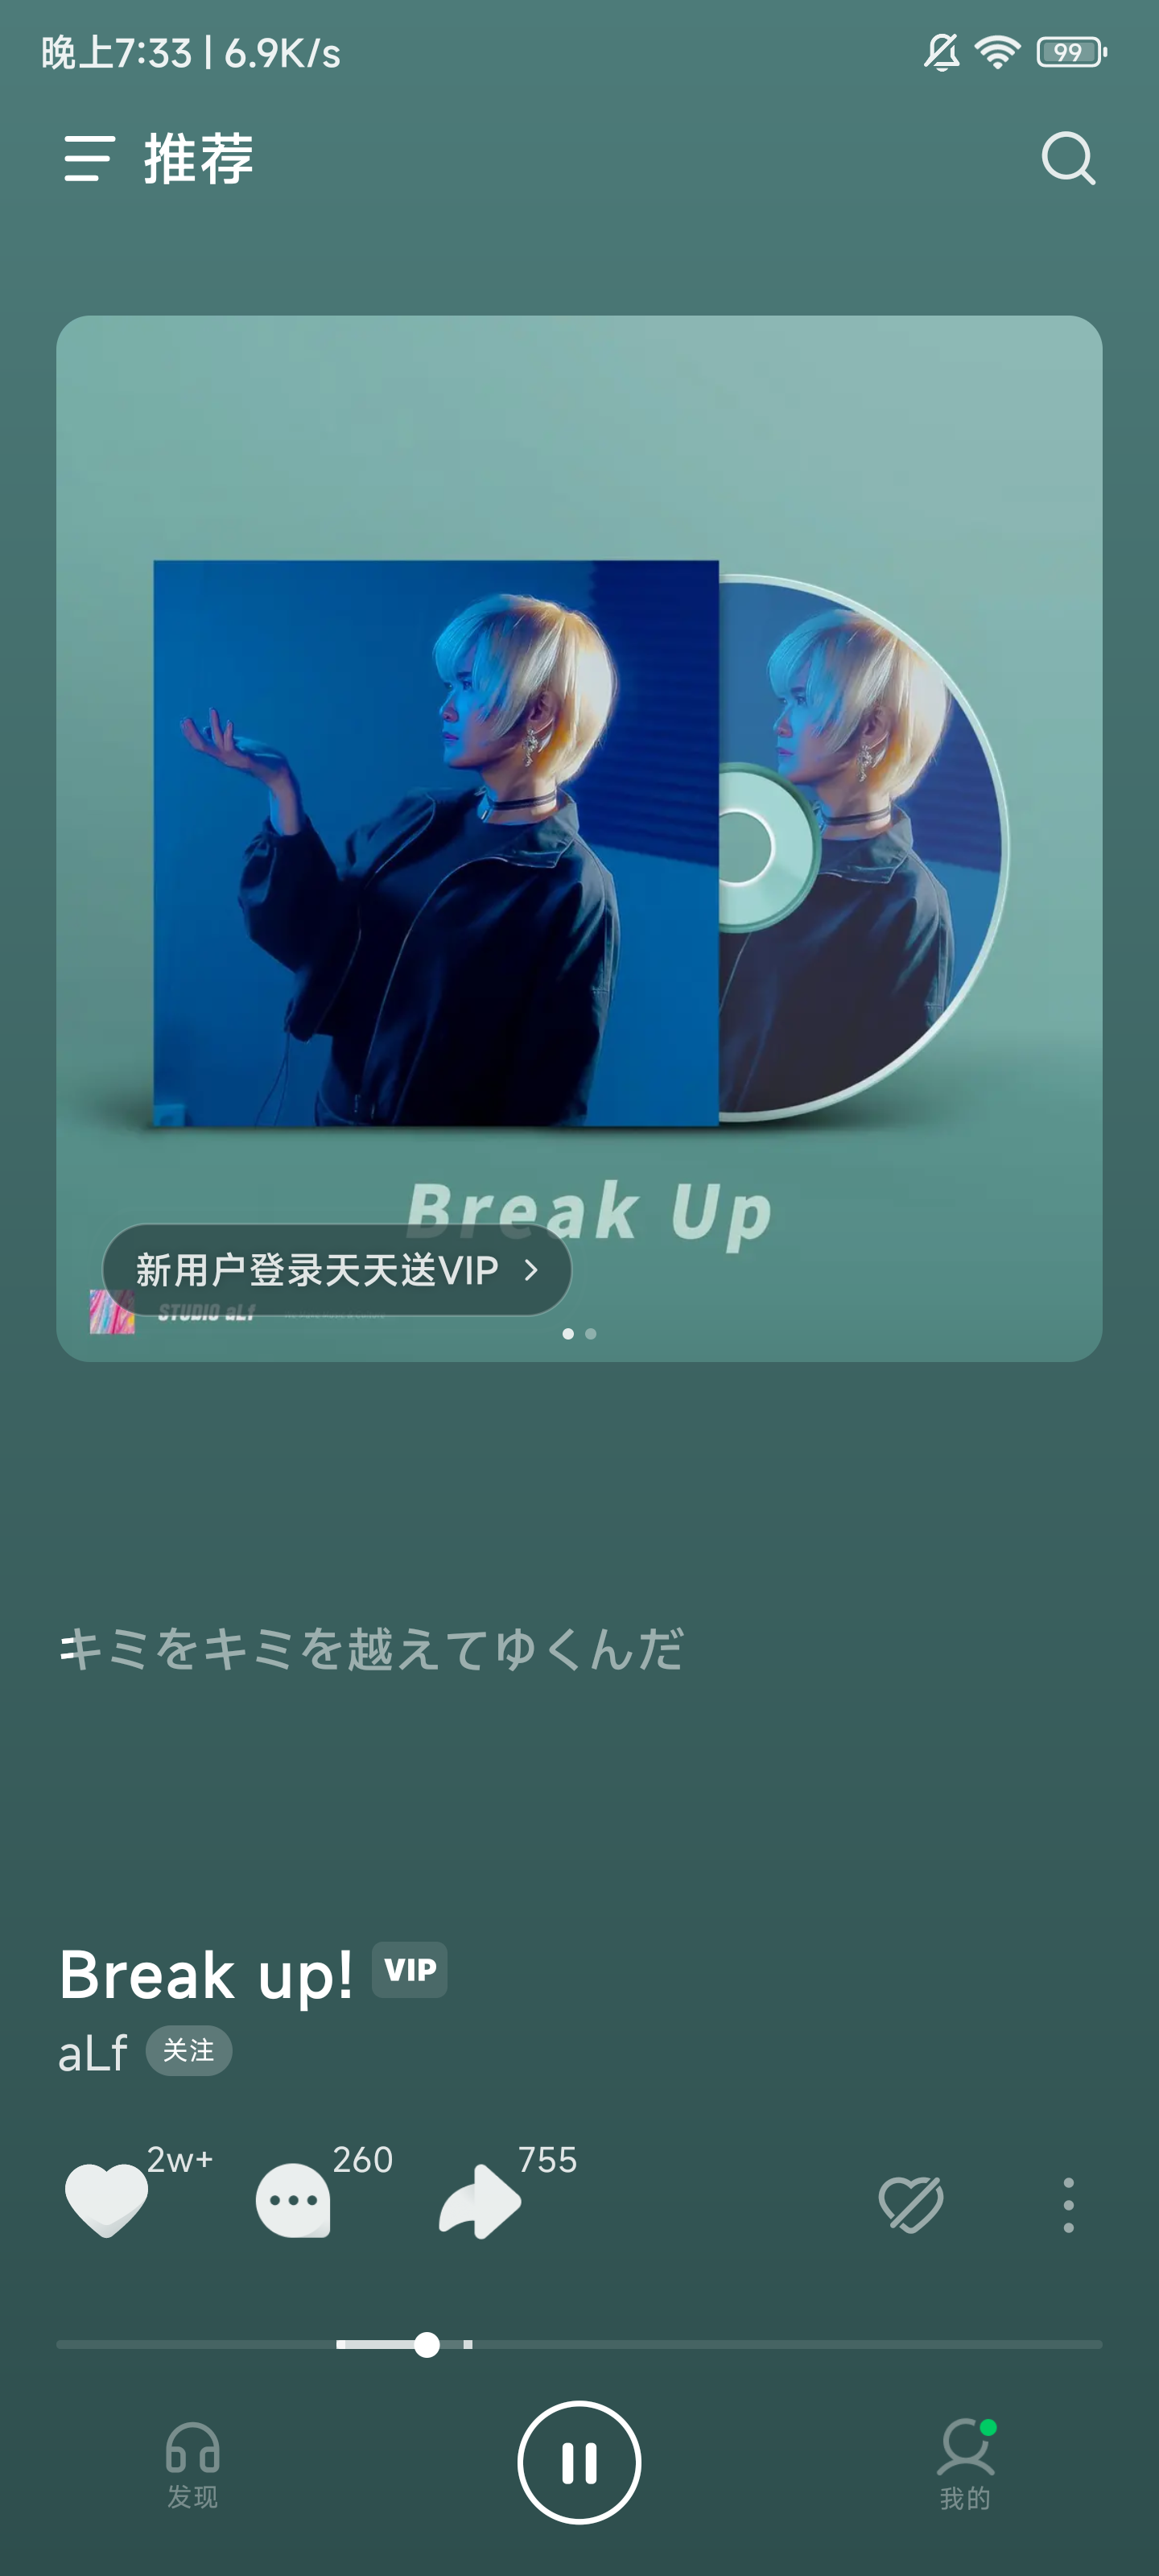 晚上7:33 | 6.9K/s
99
推荐
Break Up
新用户登录天天送VIP
STUDIO aLf
キミをキミを越えてゆくんだ
Break up! VIP
aLf 关注
2w+ 260 755
发现 我的